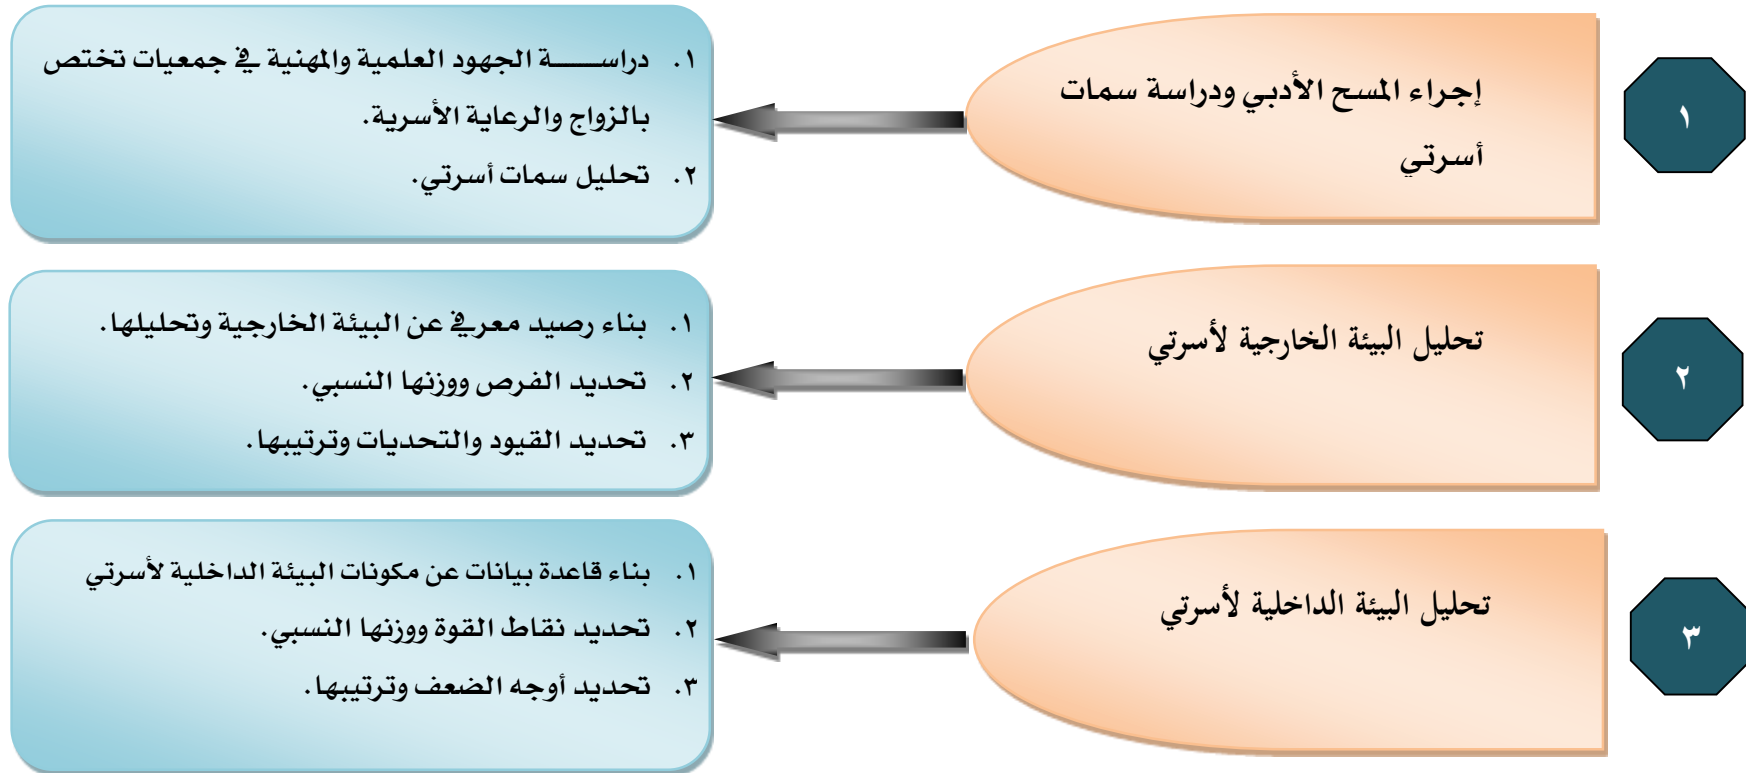 ١
إجراء المسح الأدبي ودراسة سمات
أسرتي
١. دراســـــة الجهود العلمية والمهنية في جمعيات تختص
بالزواج والرعاية الأسرية.
٢. تحليل سمات أسرتي.
٢
تحليل البيئة الخارجية لأسرتي
١. بناء رصيد معرفي عن البيئة الخارجية وتحليلها.
٢. تحديد الفرص ووزنها النسبي.
٣. تحديد القيود والتحديات وترتيبها.
٣
تحليل البيئة الداخلية لأسرتي
١. بناء قاعدة بيانات عن مكونات البيئة الداخلية لأسرتي
٢. تحديد نقاط القوة ووزنها النسبي.
٣. تحديد أوجه الضعف وترتيبها.